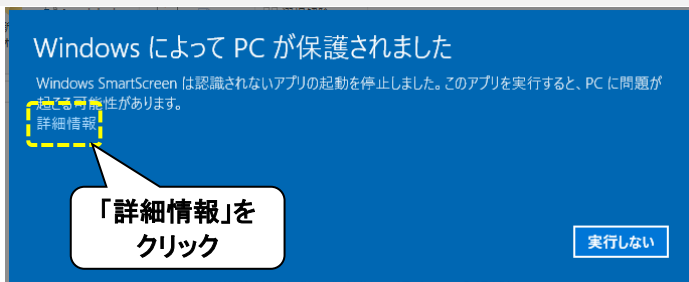 Windows によって PC が保護されました
Windows SmartScreen は認識されないアプリの起動を停止しました。このアプリを実行すると、PC に問題が
起こる可能性があります。
詳細情報
「詳細情報」を
クリック
実行しない